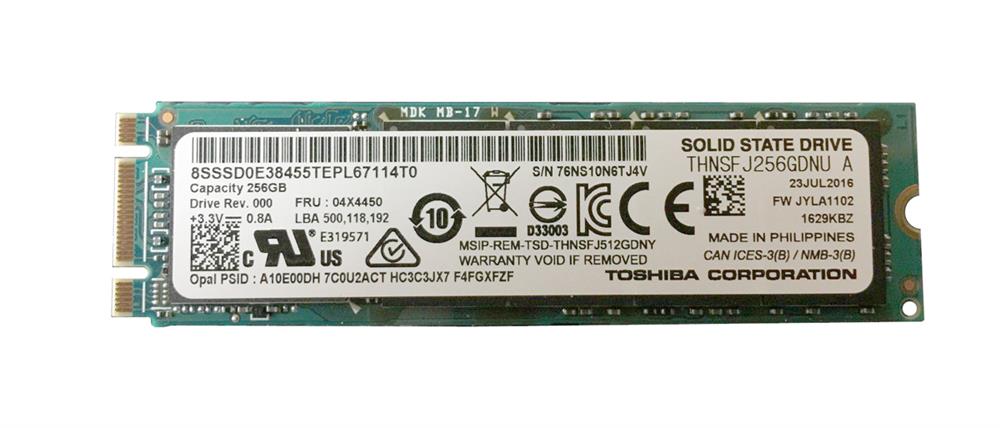 MDK MB-17 W
8SSSD0E38455TEPL67114T0
Capacity 256GB
Drive Rev. 000 FRU : 04X4450
+3.3V 0.8A LBA 500,118,192
C UR US E319571
Opal PSID : A10E00DH 7C0U2ACT HC3C3JX7 F4FGXFZF
S/N 76NS10N6TJ4V
10
D33003
MSIP-REM-TSD-THNSFJ512GDNY
WARRANTY VOID IF REMOVED
SOLID STATE DRIVE
THNSFJ256GDNU A
23JUL2016
FW JYLA1102
1629KBZ
MADE IN PHILIPPINES
CAN ICES-3(B) / NMB-3(B)
TOSHIBA CORPORATION